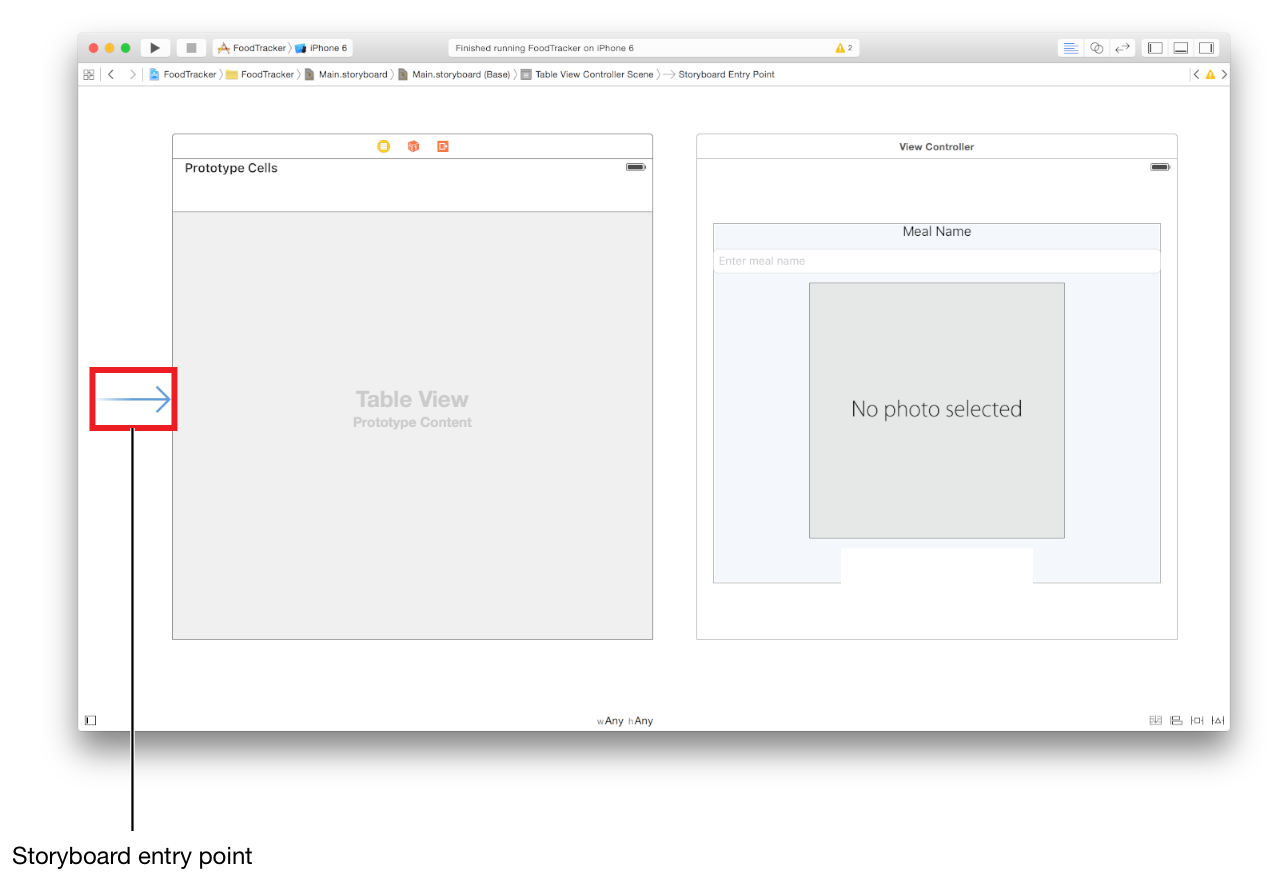 FoodTracker iPhone 6 Finished running FoodTracker on iPhone 6 2
FoodTracker FoodTracker Main.storyboard Main.storyboard (Base) Table View Controller Scene Storyboard Entry Point
Prototype Cells
Table View
Prototype Content
View Controller
Meal Name
Enter meal name
No photo selected
wAny hAny
Storyboard entry point